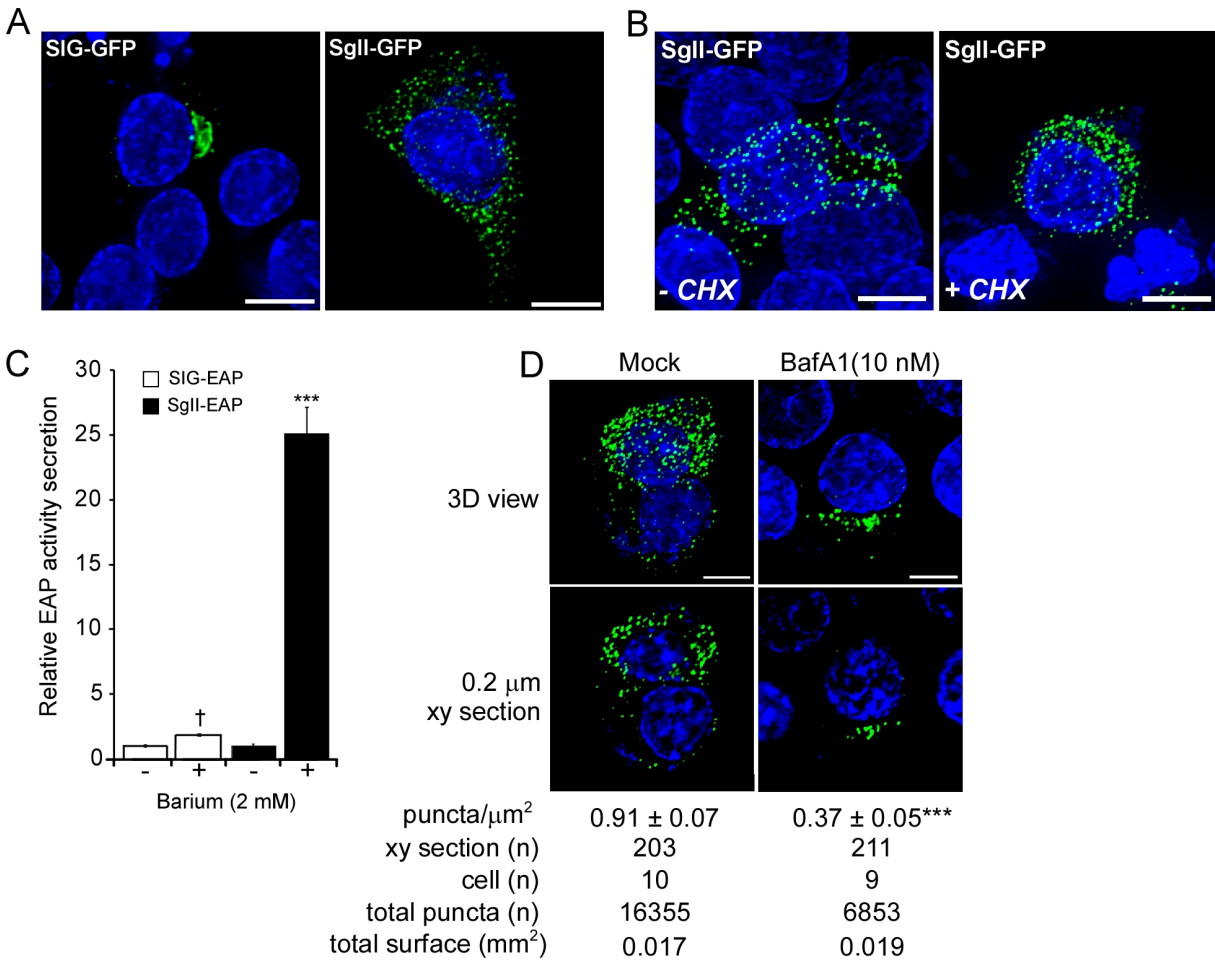 A
SIG-GFP
SgII-GFP
B
SgII-GFP
- CHX
SgII-GFP
+ CHX
C
Relative EAP activity secretion
30
25
20
15
10
5
0
SIG-EAP
SgII-EAP
†
***
- + - +
Barium (2 mM)
D
Mock BafA1(10 nM)
3D view
0.2 μm
xy section
puncta/μm² 0.91 ± 0.07 0.37 ± 0.05***
xy section (n) 203 211
cell (n) 10 9
total puncta (n) 16355 6853
total surface (mm²) 0.017 0.019